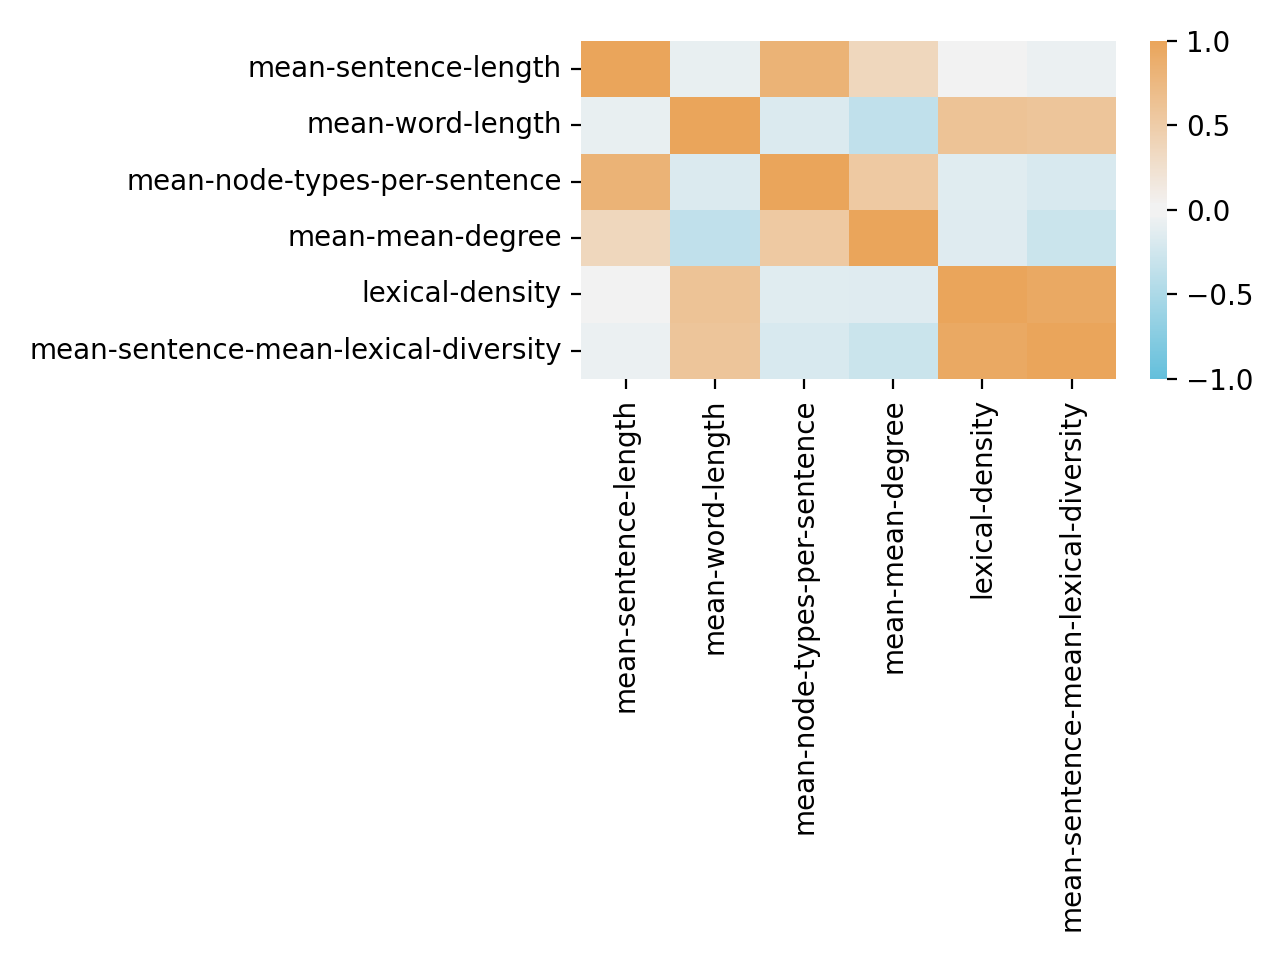 mean-sentence-length
mean-word-length
mean-node-types-per-sentence
mean-mean-degree
lexical-density
mean-sentence-mean-lexical-diversity
mean-sentence-length
mean-word-length
mean-node-types-per-sentence
mean-mean-degree
lexical-density
mean-sentence-mean-lexical-diversity
1.0
0.5
0.0
−0.5
−1.0